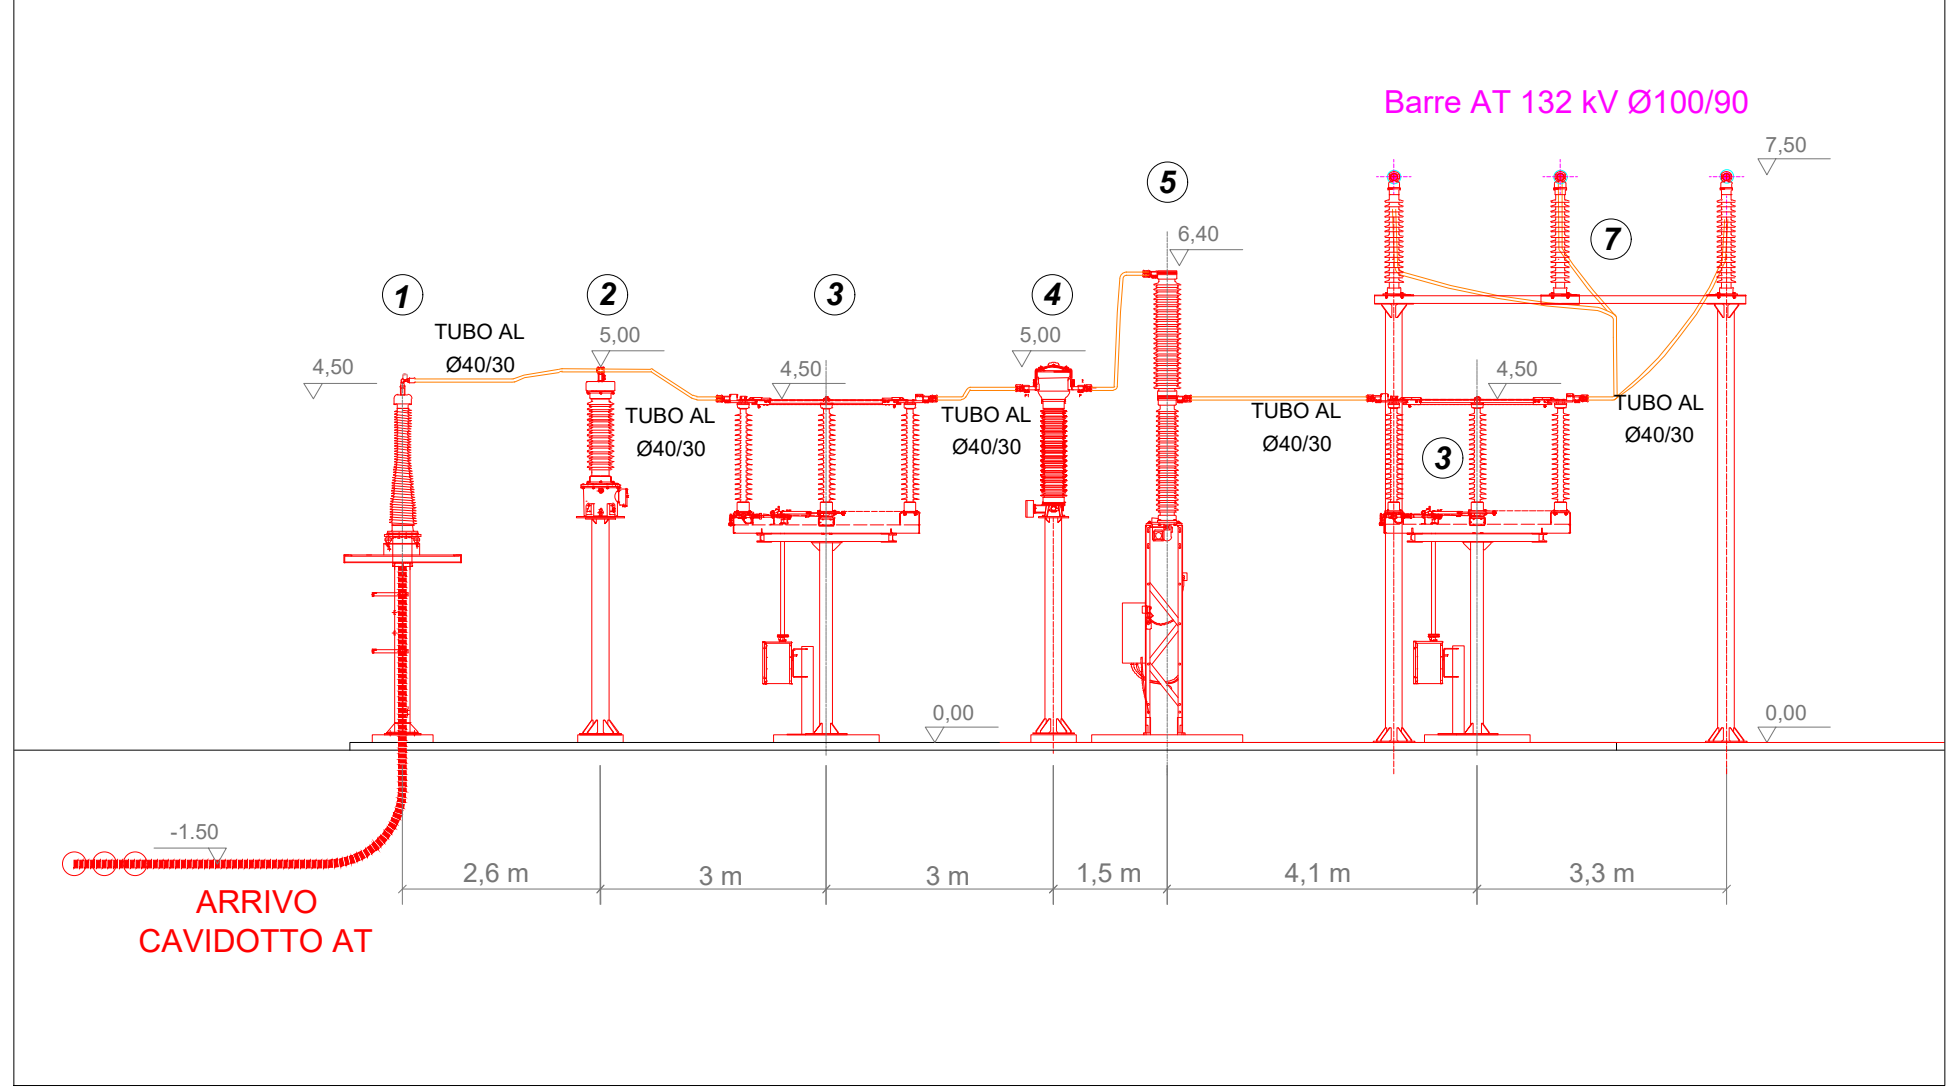 Barre AT 132 kV Ø100/90
7,50
5
6,40
7
1
2
3
4
TUBO AL
Ø40/30
5,00
5,00
4,50
4,50
4,50
TUBO AL
Ø40/30
TUBO AL
Ø40/30
TUBO AL
Ø40/30
TUBO AL
Ø40/30
3
0,00
0,00
-1.50
2,6 m
3 m
3 m
1,5 m
4,1 m
3,3 m
ARRIVO
CAVIDOTTO AT